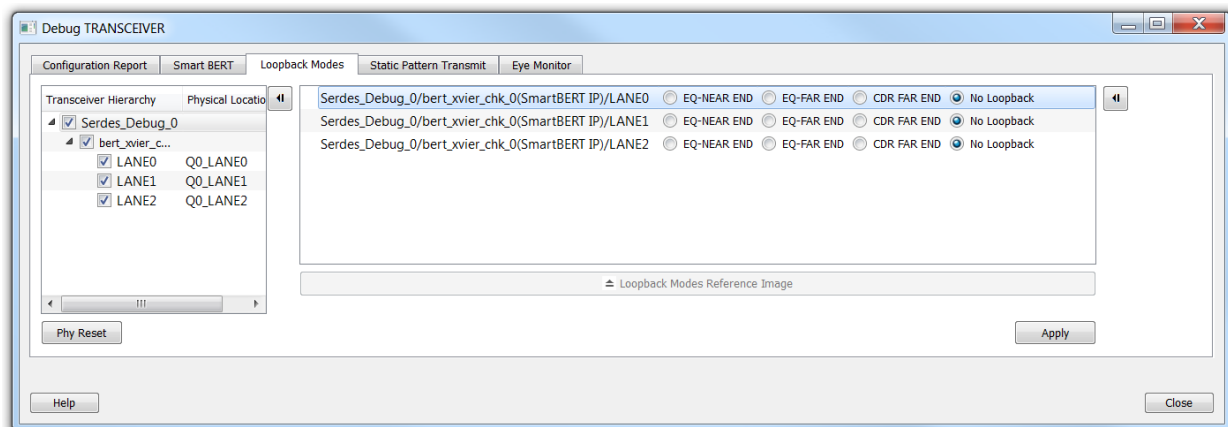 Debug TRANSCEIVER
Configuration Report Smart BERT Loopback Modes Static Pattern Transmit Eye Monitor
Transceiver Hierarchy Physical Locatio
Serdes_Debug_0
bert_xvier_c...
LANE0 Q0_LANE0
LANE1 Q0_LANE1
LANE2 Q0_LANE2
Serdes_Debug_0/bert_xvier_chk_0(SmartBERT IP)/LANE0 EQ-NEAR END EQ-FAR END CDR FAR END No Loopback
Serdes_Debug_0/bert_xvier_chk_0(SmartBERT IP)/LANE1 EQ-NEAR END EQ-FAR END CDR FAR END No Loopback
Serdes_Debug_0/bert_xvier_chk_0(SmartBERT IP)/LANE2 EQ-NEAR END EQ-FAR END CDR FAR END No Loopback
Loopback Modes Reference Image
Phy Reset Apply
Help Close